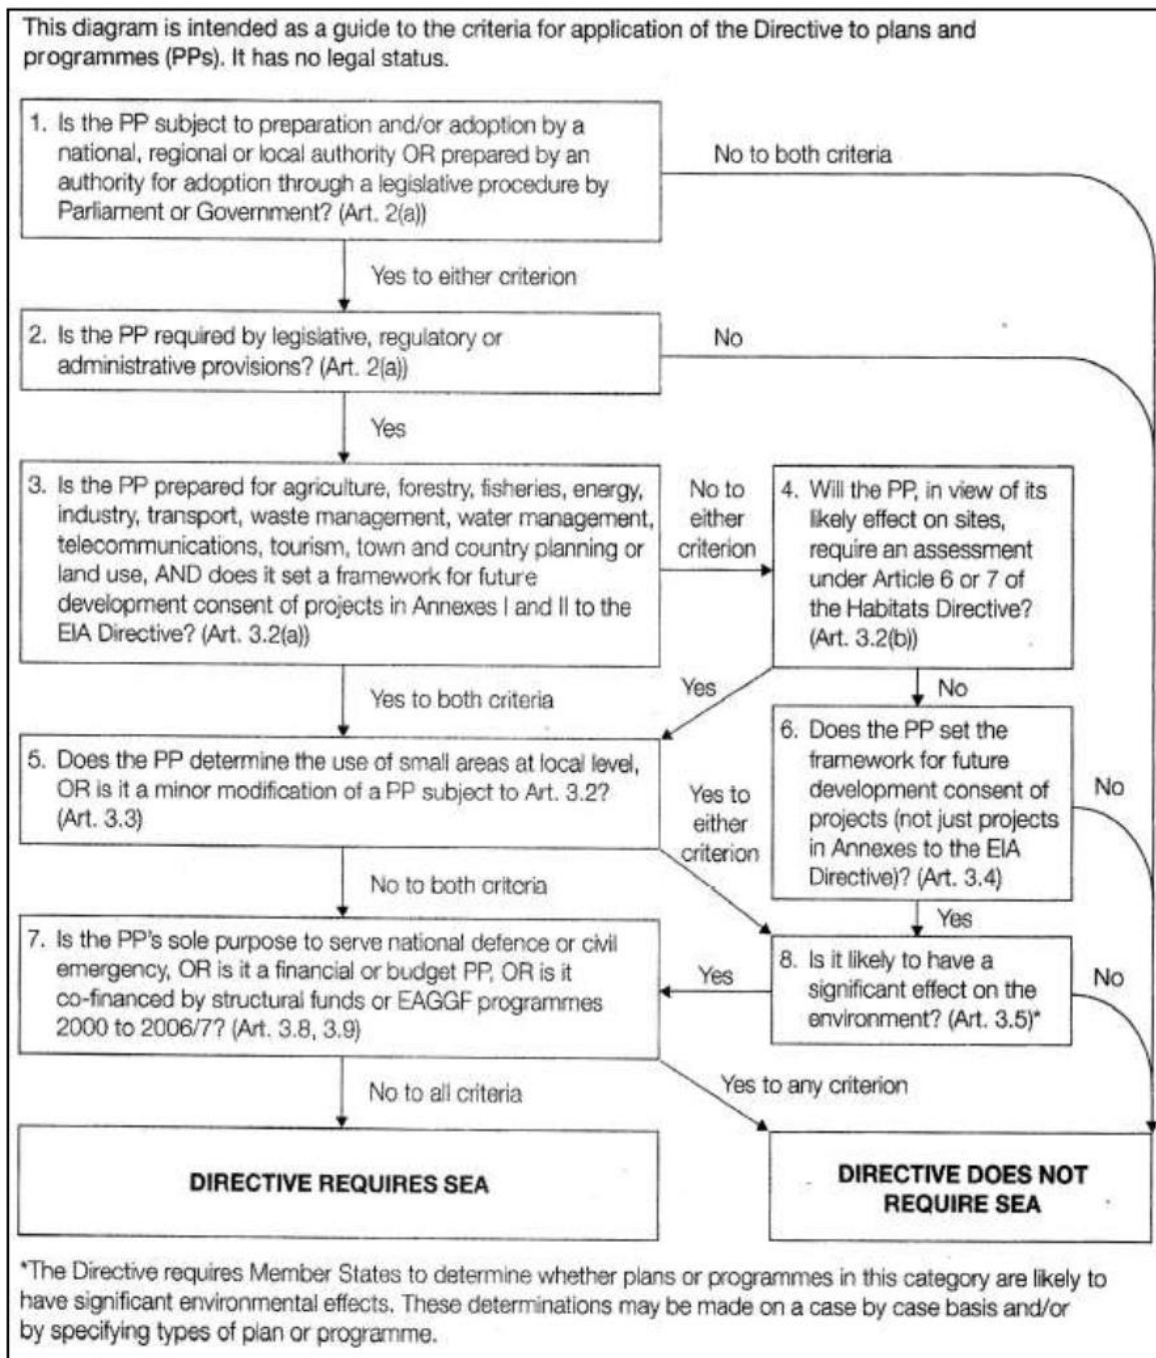 This diagram is intended as a guide to the criteria for application of the Directive to plans and
programmes (PPs). It has no legal status.
1. Is the PP subject to preparation and/or adoption by a
national, regional or local authority OR prepared by an
authority for adoption through a legislative procedure by
Parliament or Government? (Art. 2(a))
No to both criteria
Yes to either criterion
2. Is the PP required by legislative, regulatory or
administrative provisions? (Art. 2(a))
No
Yes
3. Is the PP prepared for agriculture, forestry, fisheries, energy,
industry, transport, waste management, water management,
telecommunications, tourism, town and country planning or
land use, AND does it set a framework for future
development consent of projects in Annexes I and II to the
EIA Directive? (Art. 3.2(a))
No to
either
criterion
4. Will the PP, in view of its
likely effect on sites,
require an assessment
under Article 6 or 7 of
the Habitats Directive?
(Art. 3.2(b))
Yes to both criteria
Yes
No
5. Does the PP determine the use of small areas at local level,
OR is it a minor modification of a PP subject to Art. 3.2?
(Art. 3.3)
Yes to
either
criterion
6. Does the PP set the
framework for future
development consent of
projects (not just projects
in Annexes to the EIA
Directive)? (Art. 3.4)
No
No to both criteria
Yes
7. Is the PP's sole purpose to serve national defence or civil
emergency, OR is it a financial or budget PP, OR is it
co-financed by structural funds or EAGGF programmes
2000 to 2006/7? (Art. 3.8, 3.9)
Yes
8. Is it likely to have a
significant effect on the
environment? (Art. 3.5)*
No
No to all criteria
Yes to any criterion
DIRECTIVE REQUIRES SEA
DIRECTIVE DOES NOT
REQUIRE SEA
*The Directive requires Member States to determine whether plans or programmes in this category are likely to
have significant environmental effects. These determinations may be made on a case by case basis and/or
by specifying types of plan or programme.